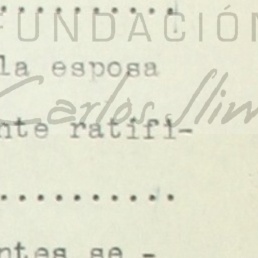 ..........
FUNDACIÓN
la esposa
Carlos Slim
nte ratifi-
..........
ntes se -